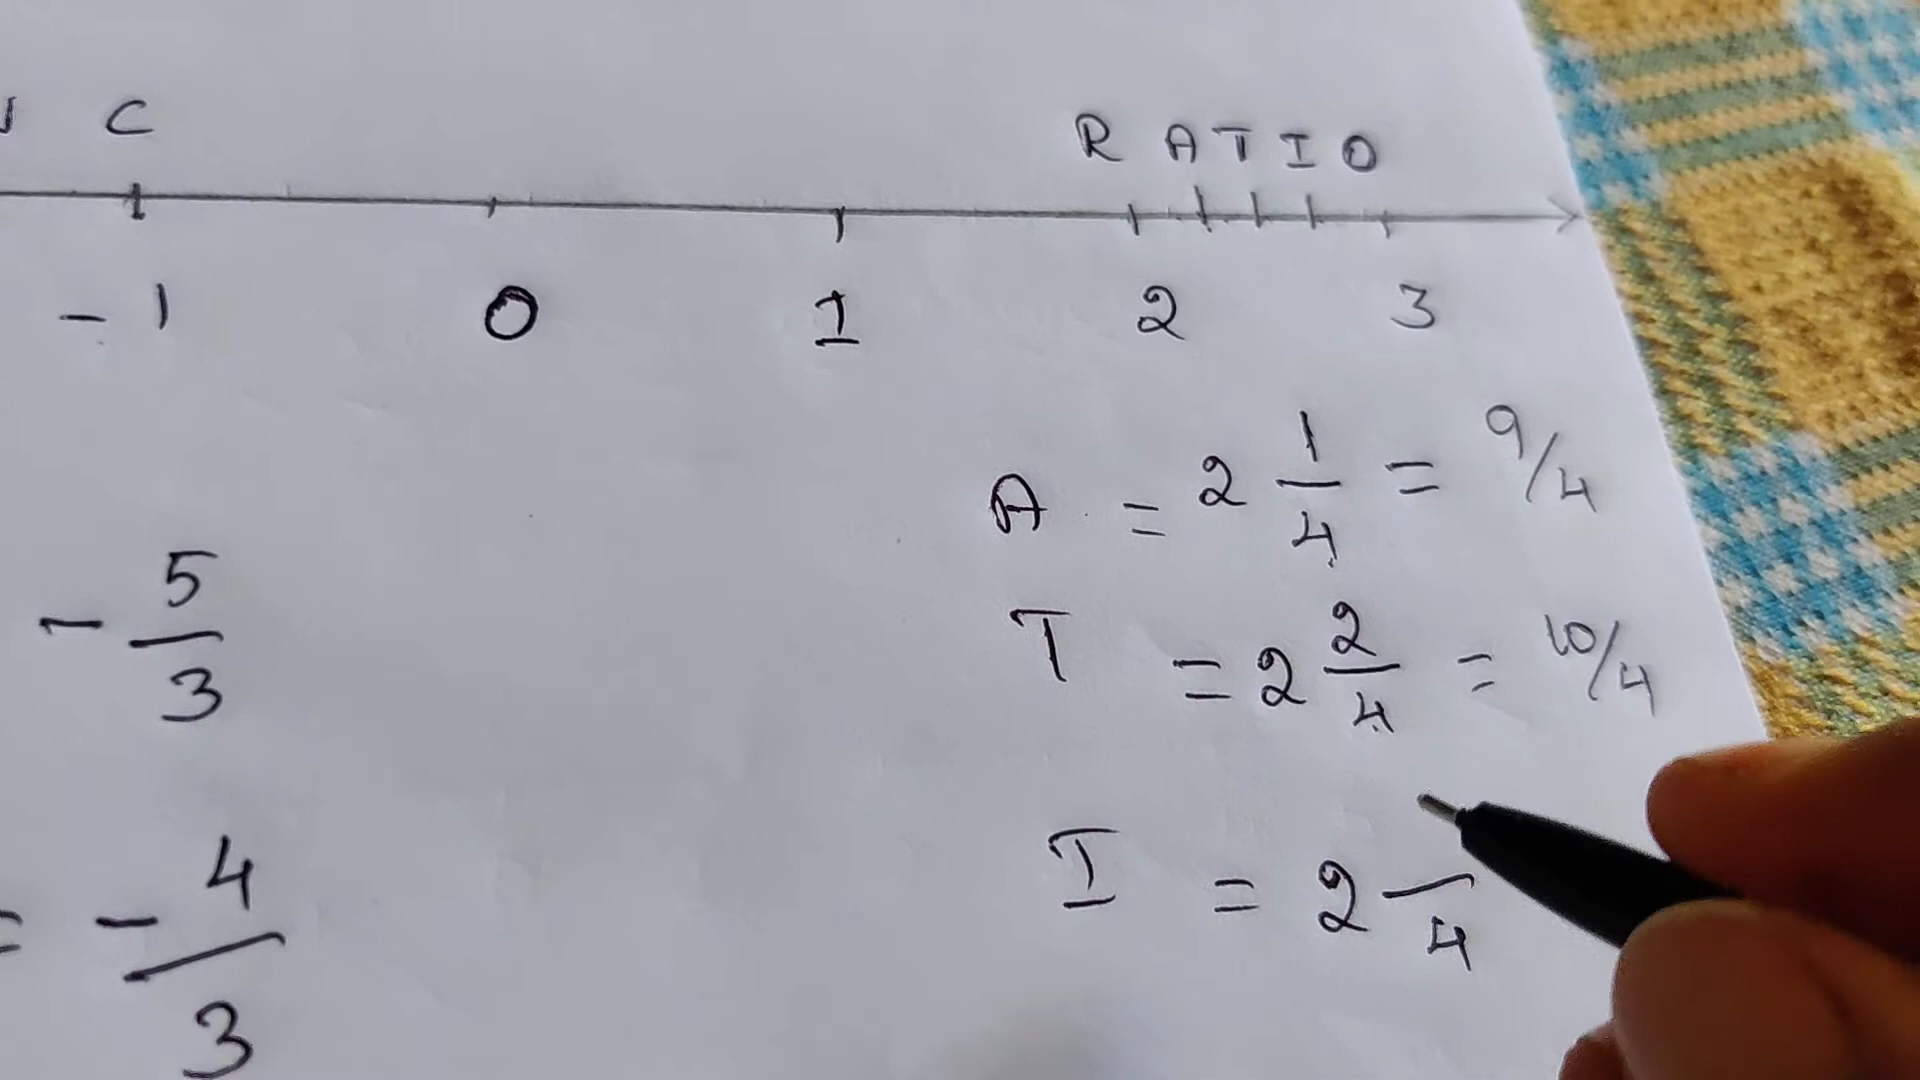 C R A T I O
- 1 0 1 2 3
A = 2 1/4 = 9/4
- 5/3
T = 2 2/4 = 10/4
= - 4/3
I = 2 /4